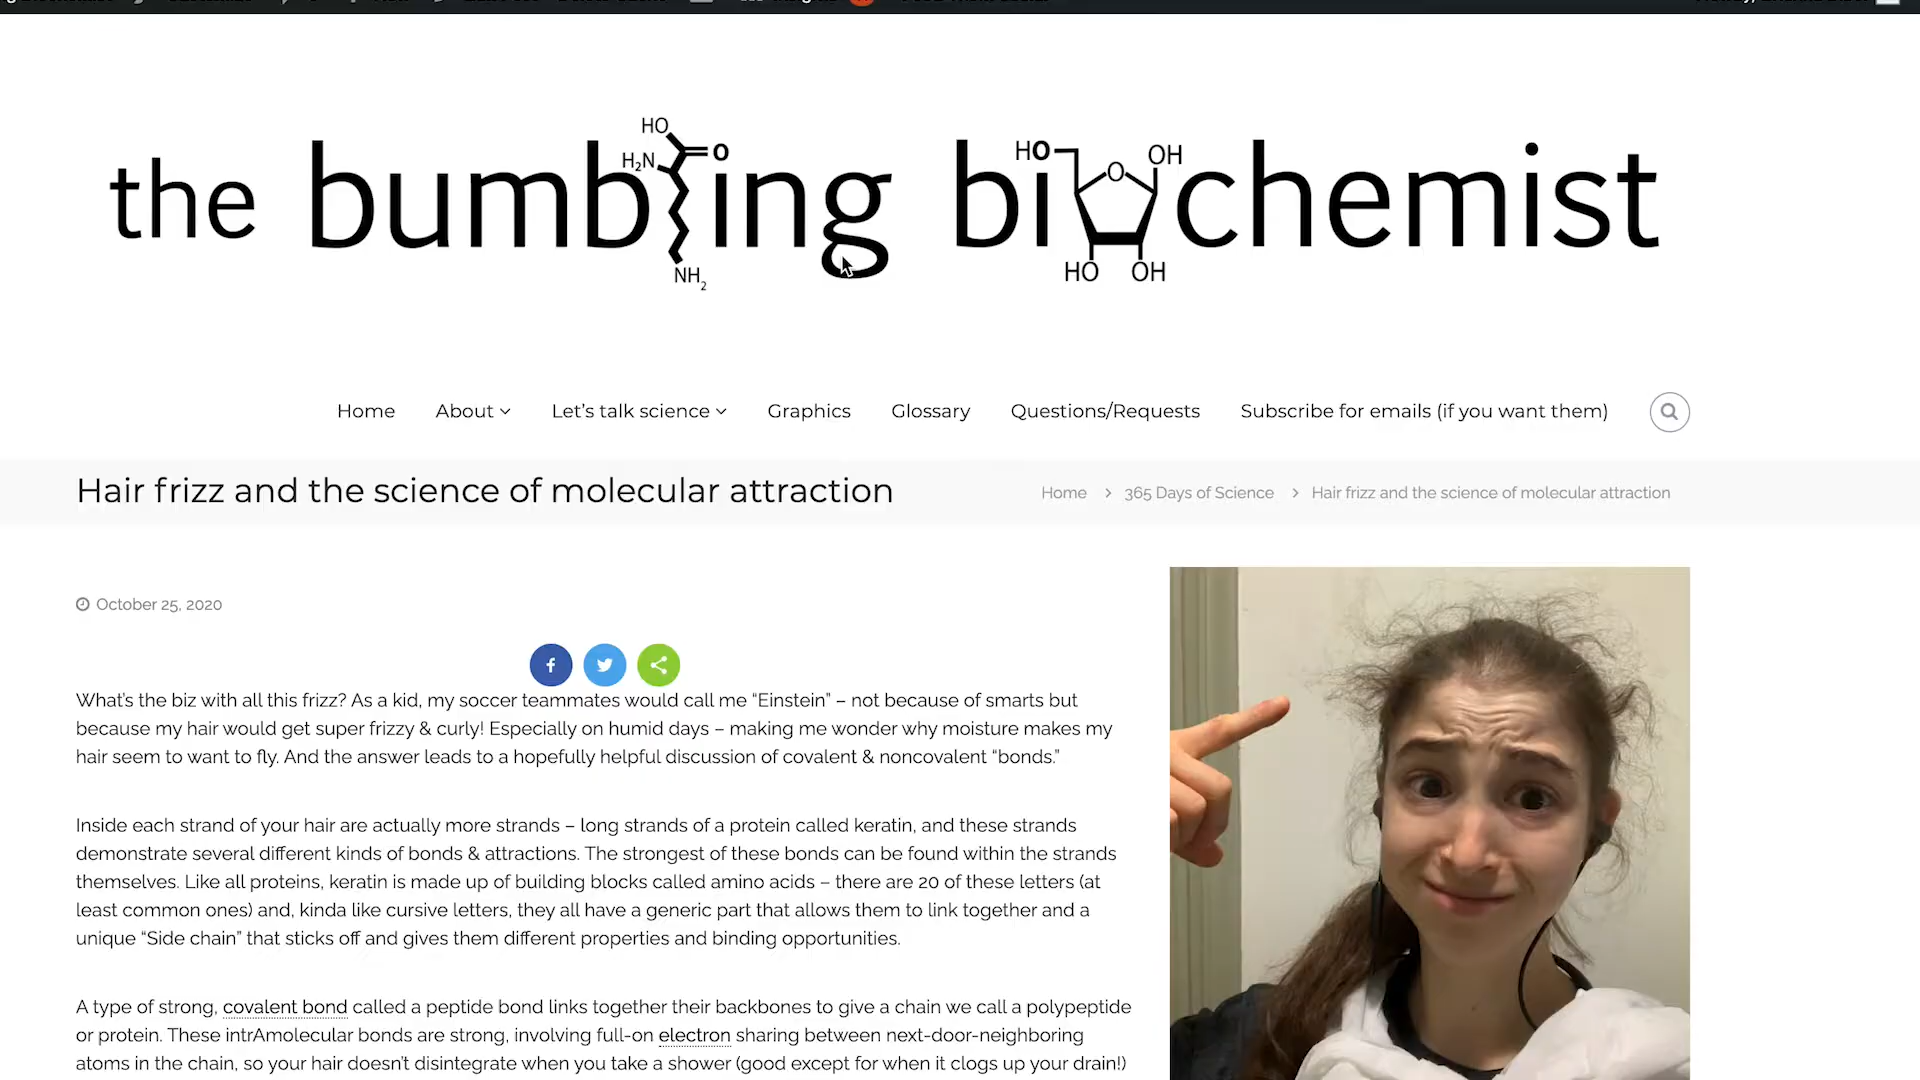 the bumbling biochemist
HO
H2N
O
NH2
HO
O
OH
HO
OH
Home
About
Let's talk science
Graphics
Glossary
Questions/Requests
Subscribe for emails (if you want them)
Hair frizz and the science of molecular attraction
Home > 365 Days of Science > Hair frizz and the science of molecular attraction
October 25, 2020
What's the biz with all this frizz? As a kid, my soccer teammates would call me “Einstein” – not because of smarts but
because my hair would get super frizzy & curly! Especially on humid days – making me wonder why moisture makes my
hair seem to want to fly. And the answer leads to a hopefully helpful discussion of covalent & noncovalent “bonds.”
Inside each strand of your hair are actually more strands – long strands of a protein called keratin, and these strands
demonstrate several different kinds of bonds & attractions. The strongest of these bonds can be found within the strands
themselves. Like all proteins, keratin is made up of building blocks called amino acids – there are 20 of these letters (at
least common ones) and, kinda like cursive letters, they all have a generic part that allows them to link together and a
unique “Side chain” that sticks off and gives them different properties and binding opportunities.
A type of strong, covalent bond called a peptide bond links together their backbones to give a chain we call a polypeptide
or protein. These intrAmolecular bonds are strong, involving full-on electron sharing between next-door-neighboring
atoms in the chain, so your hair doesn't disintegrate when you take a shower (good except for when it clogs up your drain!)